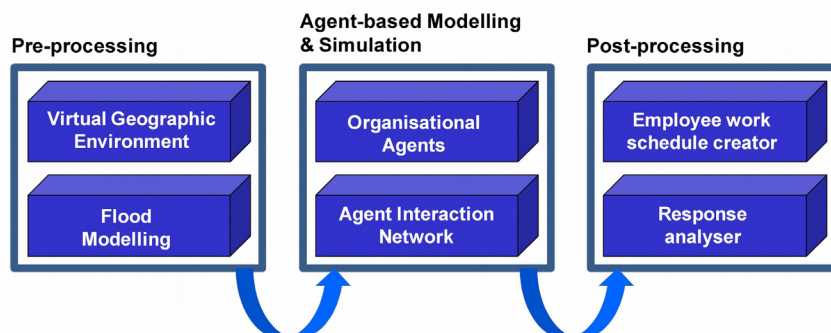 Pre-processing
Virtual Geographic
Environment
Flood
Modelling
Agent-based Modelling
& Simulation
Organisational
Agents
Agent Interaction
Network
Post-processing
Employee work
schedule creator
Response
analyser